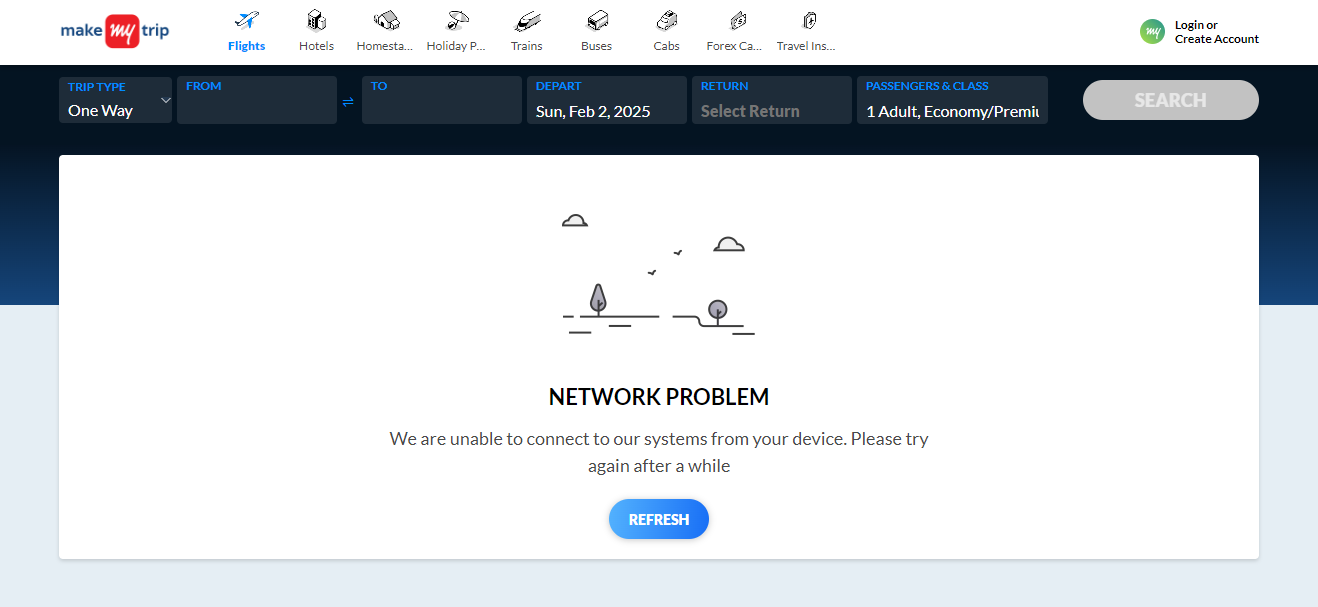 make my trip
Flights
Hotels
Homesta...
Holiday P...
Trains
Buses
Cabs
Forex Ca...
Travel Ins...
my
Login or
Create Account
TRIP TYPE
One Way
FROM
TO
DEPART
Sun, Feb 2, 2025
RETURN
Select Return
PASSENGERS & CLASS
1 Adult, Economy/Premiu
SEARCH
NETWORK PROBLEM
We are unable to connect to our systems from your device. Please try
again after a while
REFRESH